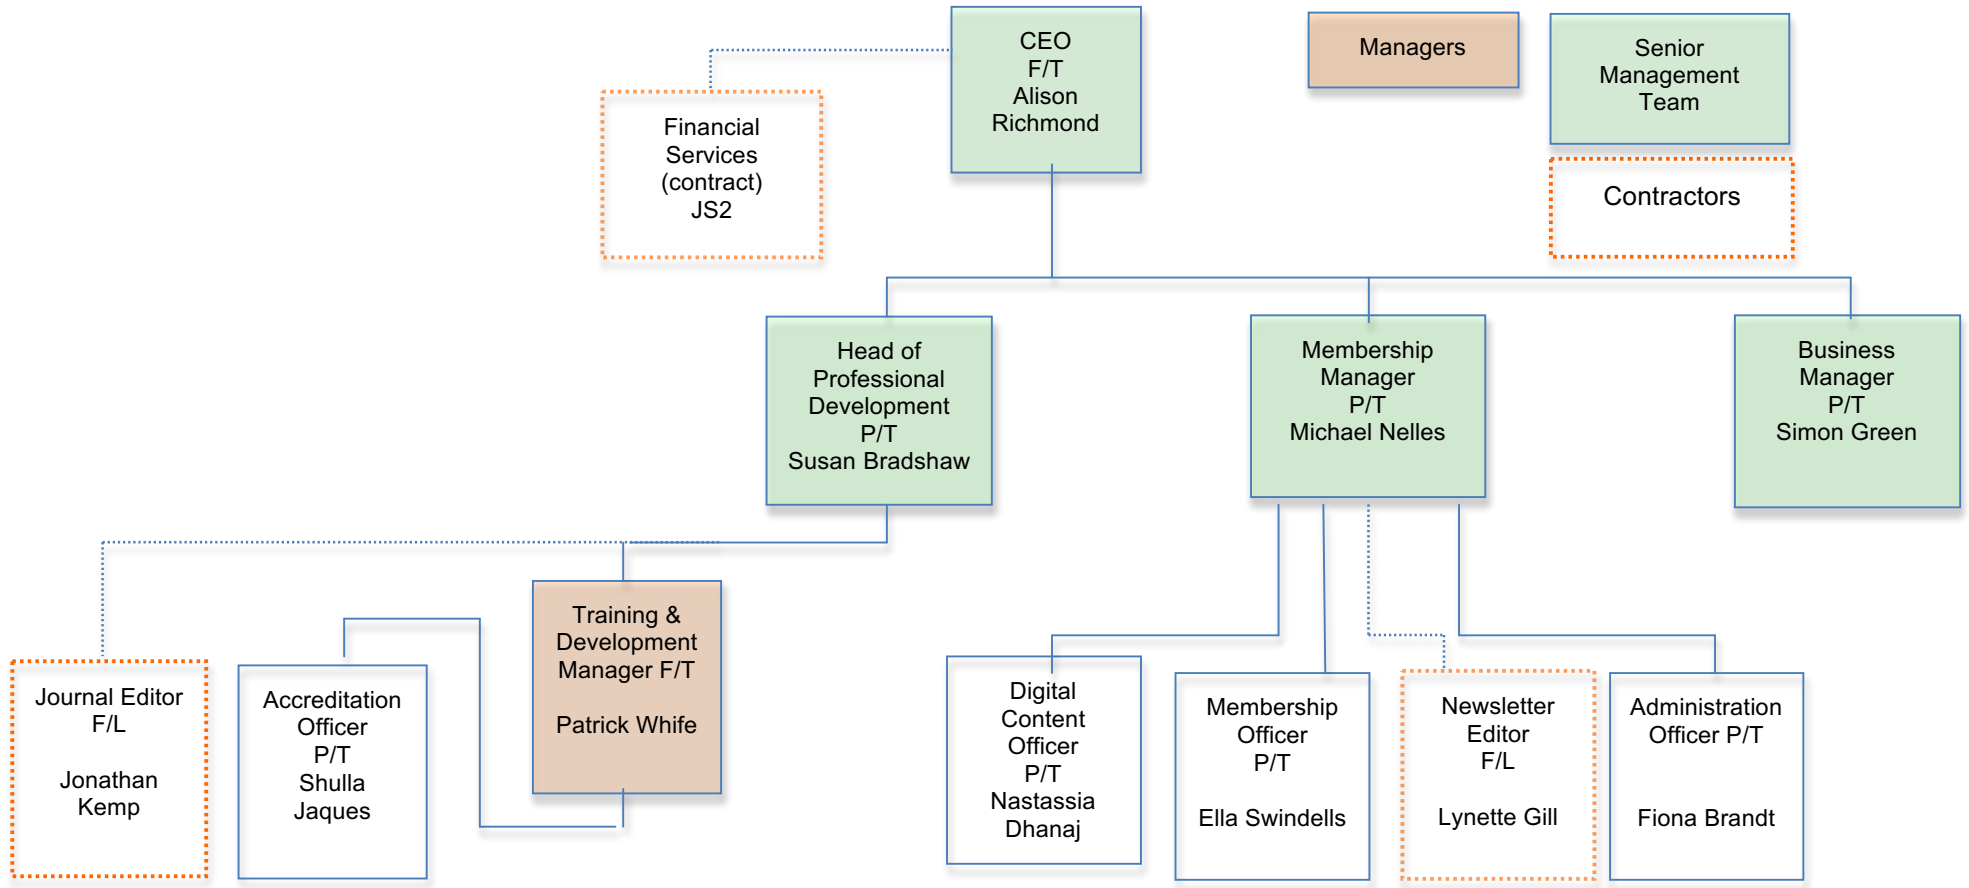 CEO
F/T
Alison
Richmond
Managers
Senior
Management
Team
Financial
Services
(contract)
JS2
Contractors
Head of
Professional
Development
P/T
Susan Bradshaw
Membership
Manager
P/T
Michael Nelles
Business
Manager
P/T
Simon Green
Training &
Development
Manager F/T
Patrick Whife
Journal Editor
F/L
Jonathan
Kemp
Accreditation
Officer
P/T
Shulla
Jaques
Digital
Content
Officer
P/T
Nastassia
Dhanaj
Membership
Officer
P/T
Ella Swindells
Newsletter
Editor
F/L
Lynette Gill
Administration
Officer P/T
Fiona Brandt